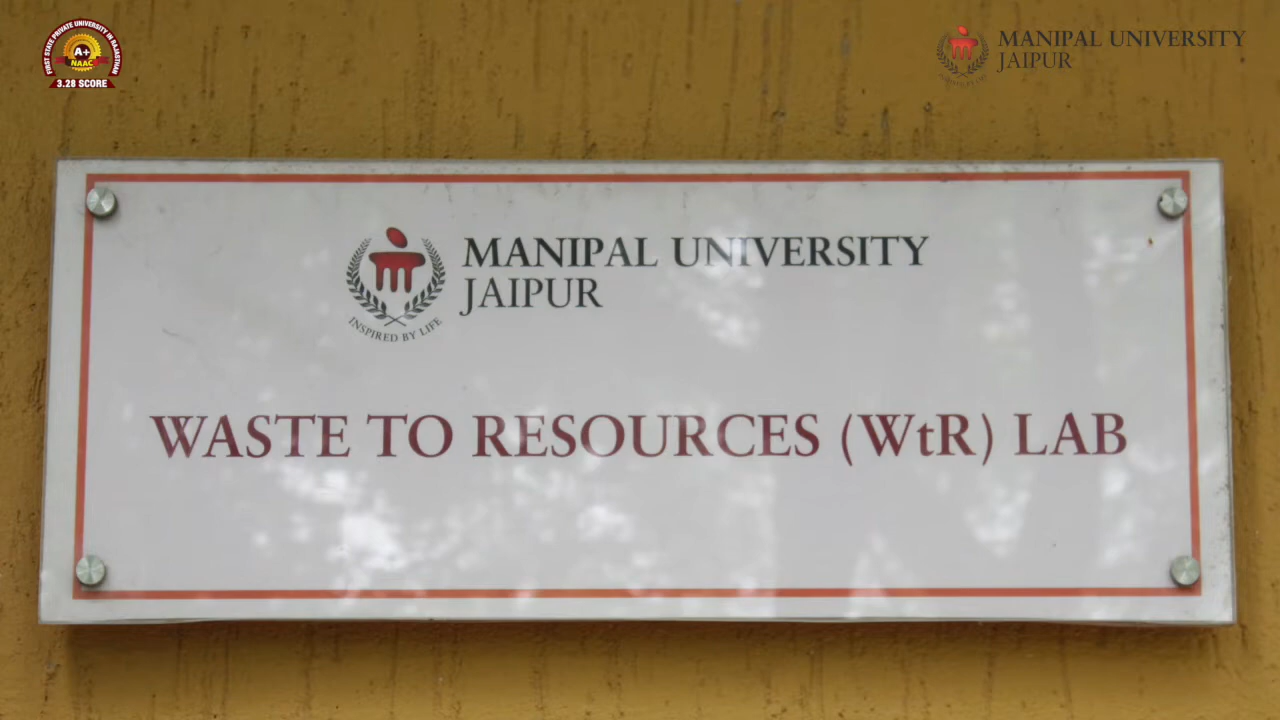 FIRST STATE PRIVATE UNIVERSITY IN RAJASTHAN
A+
NAAC
3.28 SCORE
MANIPAL UNIVERSITY
JAIPUR
MANIPAL UNIVERSITY
JAIPUR
INSPIRED BY LIFE
WASTE TO RESOURCES (WtR) LAB